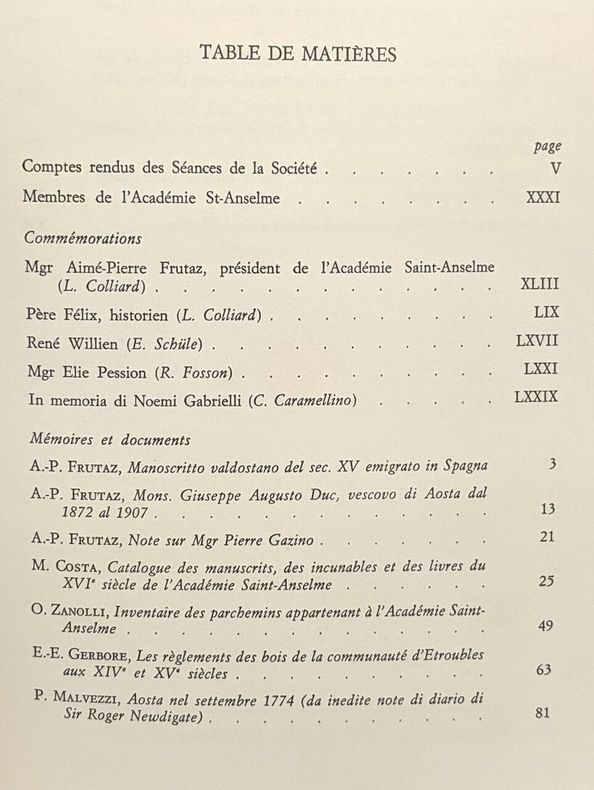 TABLE DE MATIÈRES
page
Comptes rendus des Séances de la Société . . . . . . V
Membres de l'Académie St-Anselme . . . . . . . . XXXI
Commémorations
Mgr Aimé-Pierre Frutaz, président de l'Académie Saint-Anselme
(L. Colliard) . . . . . . . . . . . . . XLIII
Père Félix, historien (L. Colliard) . . . . . . . . . LIX
René Willien (E. Schüle) . . . . . . . . . . . LXVII
Mgr Elie Pession (R. Fosson) . . . . . . . . . . LXXI
In memoria di Noemi Gabrielli (C. Caramellino) . . . . . LXXIX
Mémoires et documents
A.-P. FRUTAZ, Manoscritto valdostano del sec. XV emigrato in Spagna 3
A.-P. FRUTAZ, Mons. Giuseppe Augusto Duc, vescovo di Aosta dal
1872 al 1907 . . . . . . . . . . . . . 13
A.-P. FRUTAZ, Note sur Mgr Pierre Gazino . . . . . . . 21
M. COSTA, Catalogue des manuscrits, des incunables et des livres du
XVIe siècle de l'Académie Saint-Anselme . . . . . . 25
O. ZANOLLI, Inventaire des parchemins appartenant à l'Académie Saint-
Anselme . . . . . . . . . . . . . . 49
E.-E. GERBORE, Les règlements des bois de la communauté d'Etroubles
aux XIVe et XVe siècles . . . . . . . . . . 63
P. MALVEZZI, Aosta nel settembre 1774 (da inedite note di diario di
Sir Roger Newdigate) . . . . . . . . . . . 81